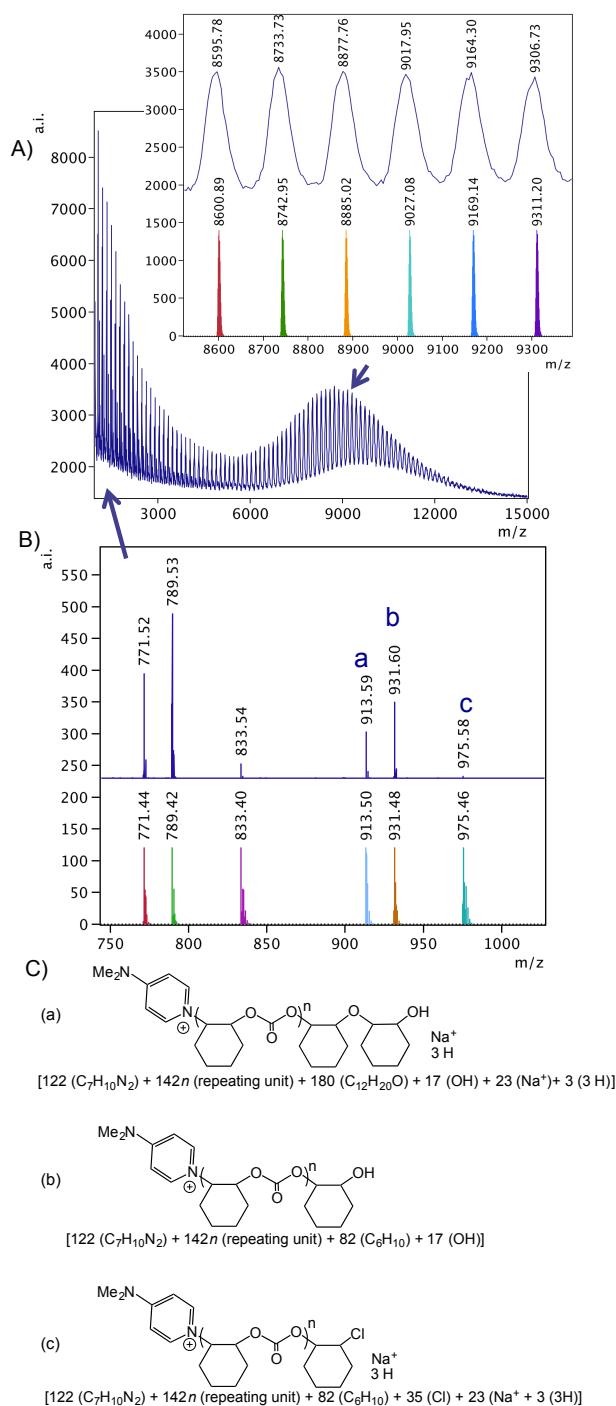 A)
a.i.
4000
3500
3000
2500
2000
1500
1000
500
0
8595.78
8733.73
8877.76
9017.95
9164.30
9306.73
8600.89
8742.95
8885.02
9027.08
9169.14
9311.20
8600
8700
8800
8900
9000
9100
9200
9300
m/z
a.i.
8000
7000
6000
5000
4000
3000
2000
3000
6000
9000
12000
15000
m/z
B)
a.i.
550
500
450
400
350
300
250
200
150
100
50
0
771.52
789.53
833.54
a
913.59
b
931.60
c
975.58
771.44
789.42
833.40
913.50
931.48
975.46
750
800
850
900
950
1000
m/z
C)
(a)
Me2N
N
⊕
(
O
O
O
)
n
O
OH
Na+
3 H
[122 (C7H10N2) + 142n (repeating unit) + 180 (C12H20O) + 17 (OH) + 23 (Na+)+ 3 (3 H)]
(b)
Me2N
N
⊕
(
O
O
O
)
n
OH
[122 (C7H10N2) + 142n (repeating unit) + 82 (C6H10) + 17 (OH)]
(c)
Me2N
N
⊕
(
O
O
O
)
n
Cl
Na+
3 H
[122 (C7H10N2) + 142n (repeating unit) + 82 (C6H10) + 35 (Cl) + 23 (Na+ + 3 (3H)]